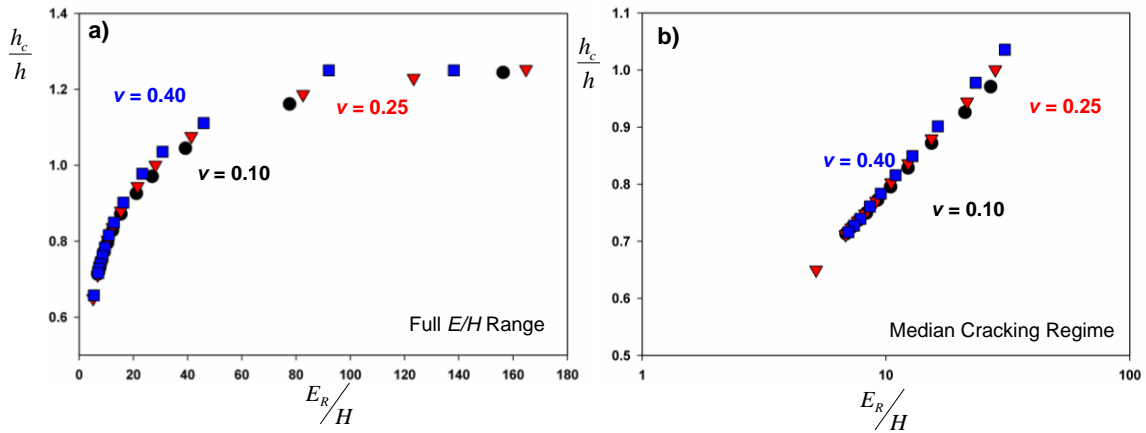 a)
h_c/h
1.4
1.2
1.0
0.8
0.6
ν = 0.40
ν = 0.25
ν = 0.10
Full E/H Range
0 20 40 60 80 100 120 140 160 180
E_R/H
b)
h_c/h
1.1
1.0
0.9
0.8
0.7
0.6
0.5
ν = 0.25
ν = 0.40
ν = 0.10
Median Cracking Regime
1 10 100
E_R/H